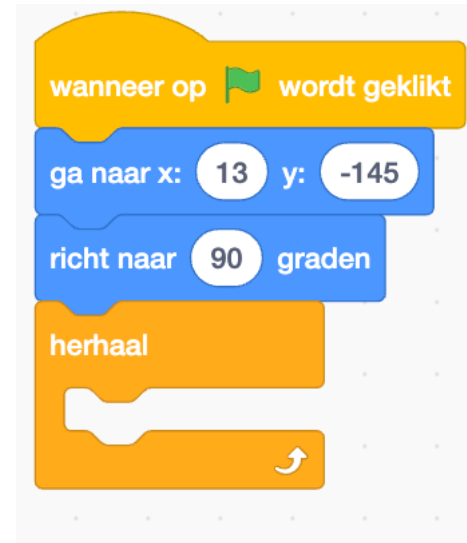 wanneer op wordt geklikt
ga naar x: 13 y: -145
richt naar 90 graden
herhaal